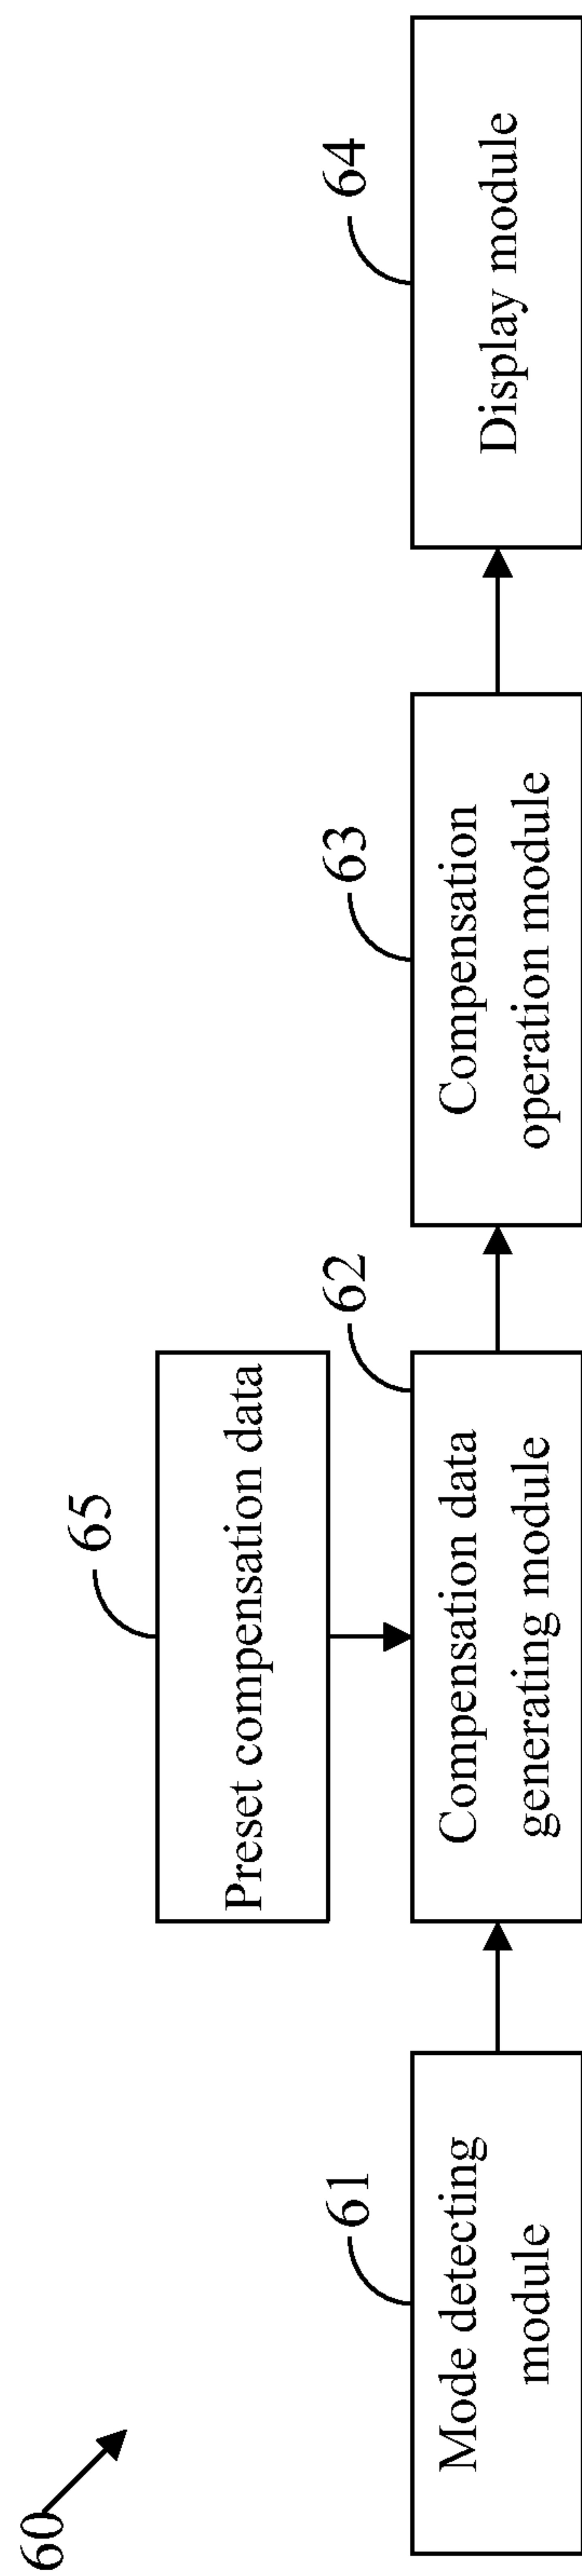 60
65
Preset compensation data
61
Mode detecting
module
62
Compensation data
generating module
63
Compensation
operation module
64
Display module